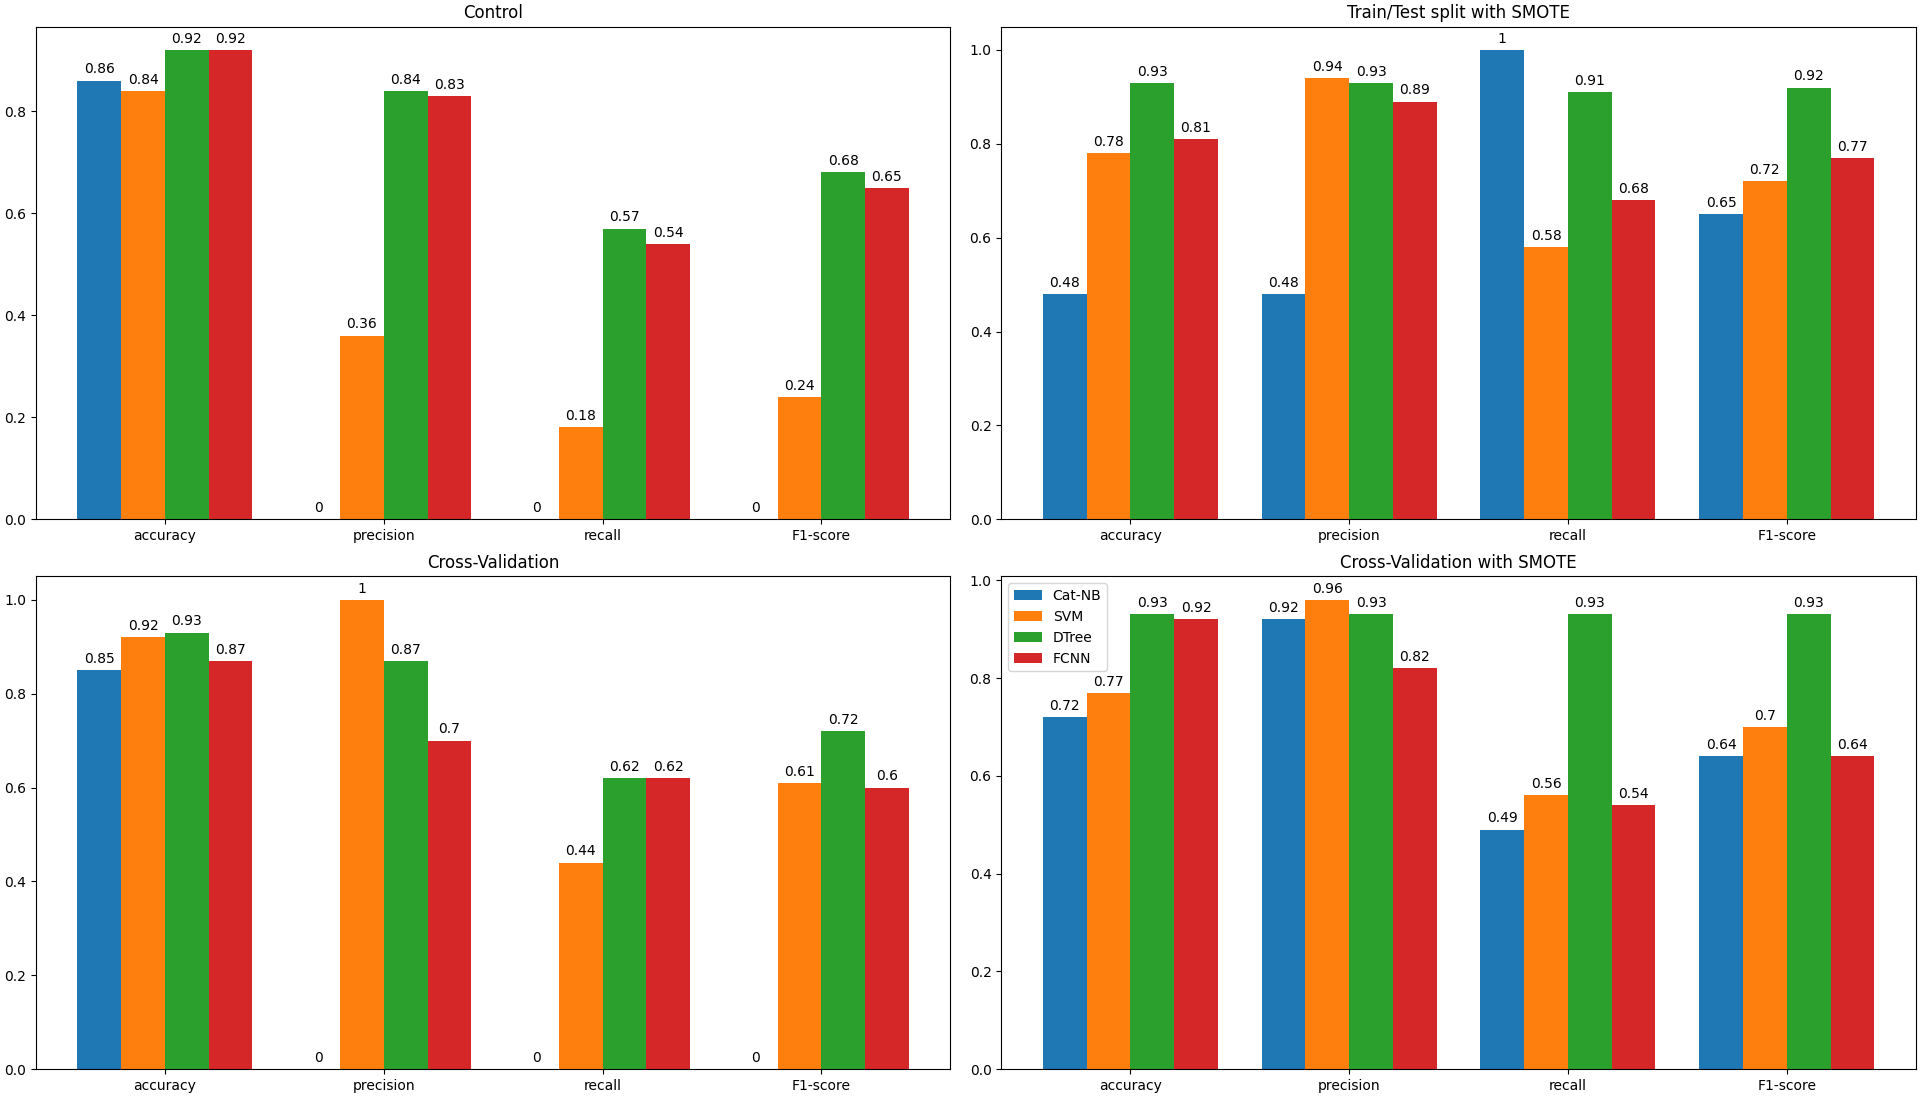 Control
0.86 0.84 0.92 0.92
0 0.36 0.84 0.83
0 0.18 0.57 0.54
0 0.24 0.68 0.65
0.8
0.6
0.4
0.2
0.0
accuracy precision recall F1-score
Train/Test split with SMOTE
0.48 0.78 0.93 0.81
0.48 0.94 0.93 0.89
1 0.58 0.91 0.68
0.65 0.72 0.92 0.77
1.0
0.8
0.6
0.4
0.2
0.0
accuracy precision recall F1-score
Cross-Validation
0.85 0.92 0.93 0.87
0 1 0.87 0.7
0 0.44 0.62 0.62
0 0.61 0.72 0.6
1.0
0.8
0.6
0.4
0.2
0.0
accuracy precision recall F1-score
Cross-Validation with SMOTE
Cat-NB
SVM
DTree
FCNN
0.72 0.77 0.93 0.92
0.92 0.96 0.93 0.82
0.49 0.56 0.93 0.54
0.64 0.7 0.93 0.64
1.0
0.8
0.6
0.4
0.2
0.0
accuracy precision recall F1-score